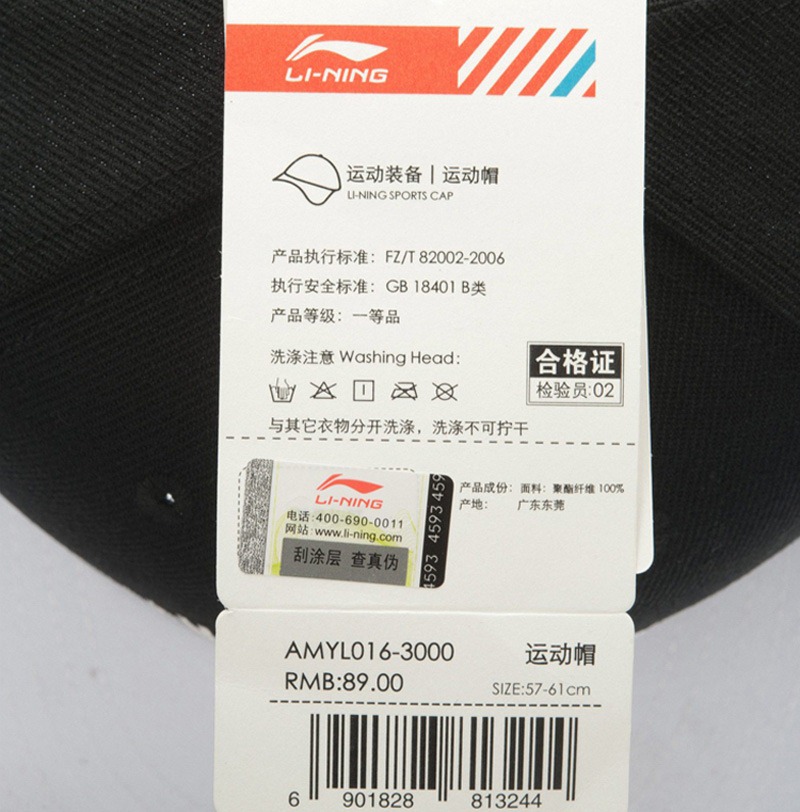 LI-NING
运动装备 | 运动帽
LI-NING SPORTS CAP
产品执行标准: FZ/T 82002-2006
执行安全标准: GB 18401 B类
产品等级: 一等品
洗涤注意 Washing Head:
合格证
检验员:02
与其它衣物分开洗涤, 洗涤不可拧干
LI-NING
电话:400-690-0011
网站:www.li-ning.com
刮涂层 查真伪
4593 4593 459
产品成份: 面料: 聚酯纤维 100%
产地: 广东东莞
AMYL016-3000 运动帽
RMB:89.00 SIZE:57-61cm
6 901828 813244